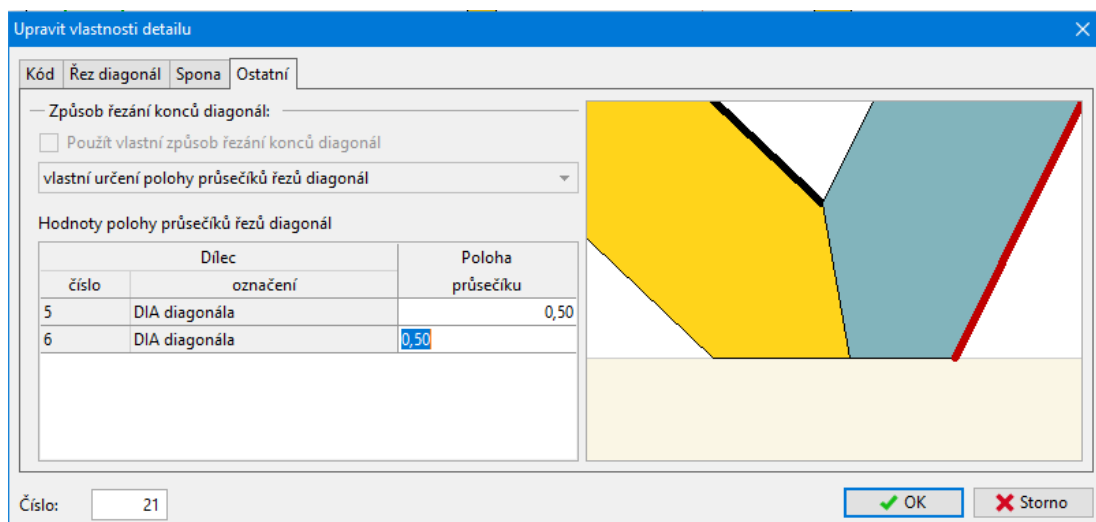 Upravit vlastnosti detailu
Kód Řez diagonál Spona Ostatní
Způsob řezání konců diagonál:
Použít vlastní způsob řezání konců diagonál
vlastní určení polohy průsečíků řezů diagonál
Hodnoty polohy průsečíků řezů diagonál
Dílec Poloha
číslo označení průsečíku
5 DIA diagonála 0,50
6 DIA diagonála 0,50
Číslo: 21 OK Storno